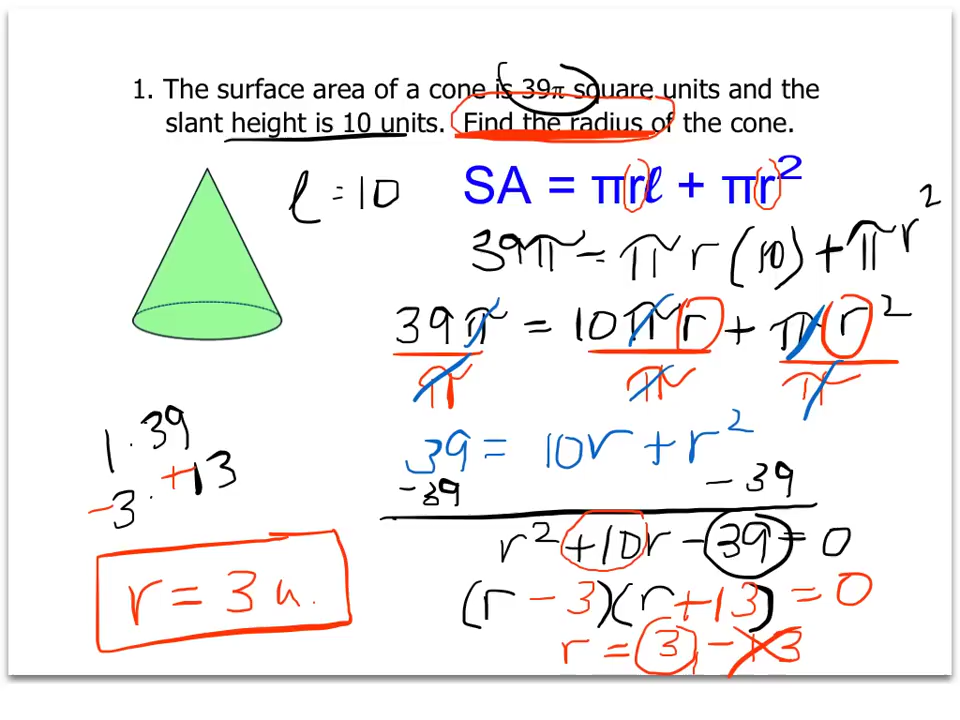 1. The surface area of a cone is 39π square units and the
slant height is 10 units. Find the radius of the cone.
ℓ = 10
SA = πrℓ + πr²
39π = πr(10) + πr²
39π = 10πr + πr²
π π π
39 = 10r + r²
-39 -39
1 · 39
-3 · +13
r² + 10r - 39 = 0
(r - 3)(r + 13) = 0
r = 3 u.
r = 3, -13